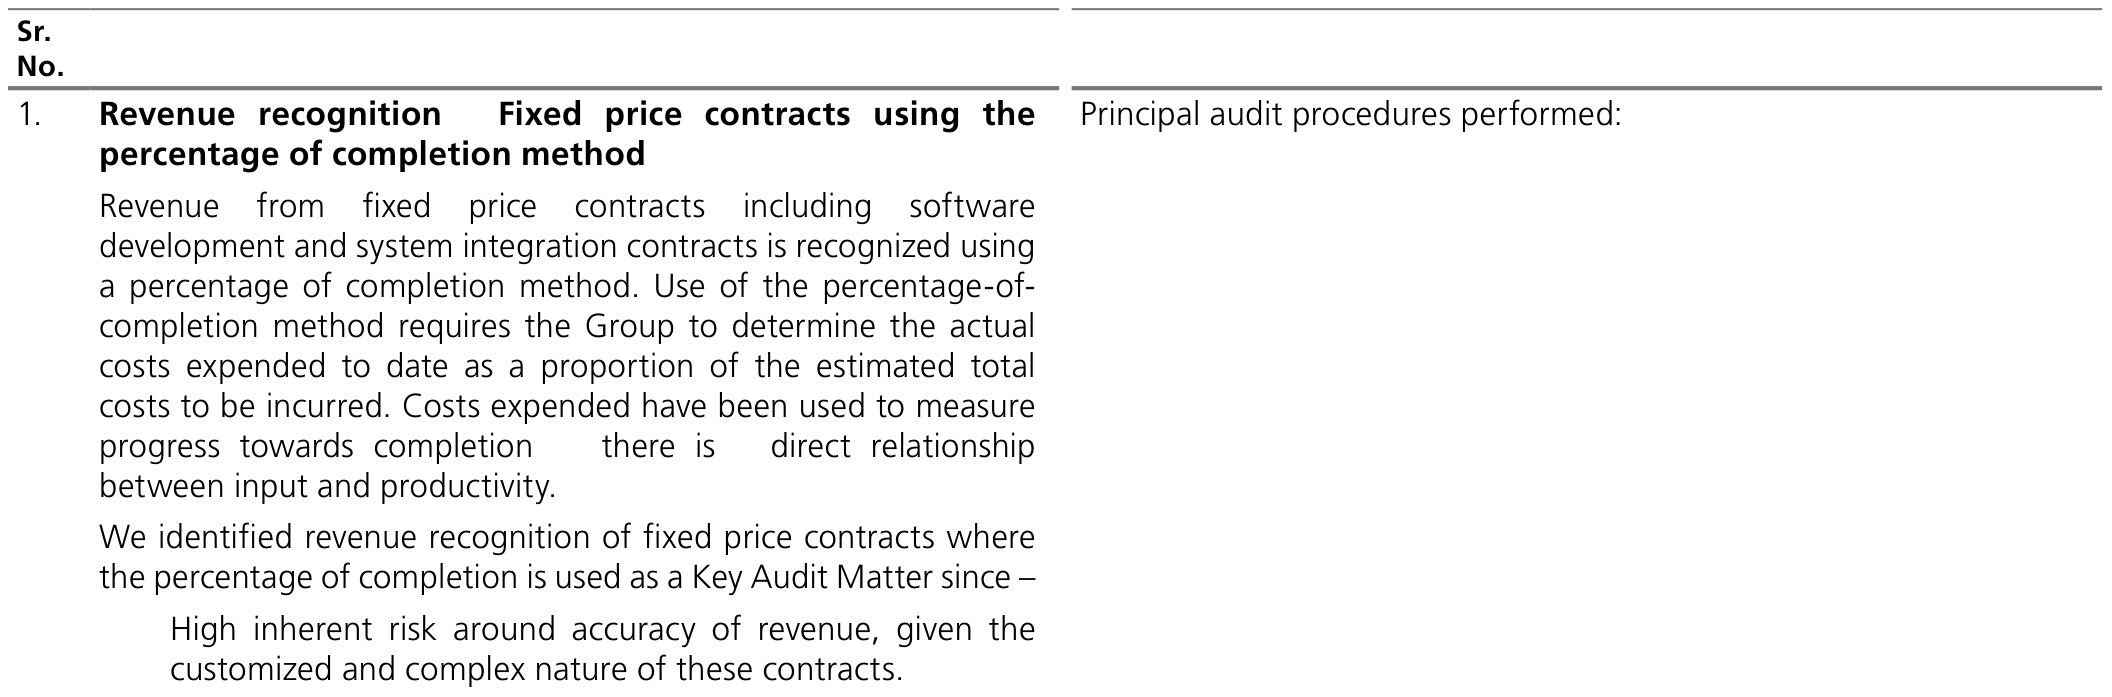 Sr.
No.
1. Revenue recognition Fixed price contracts using the
percentage of completion method
Revenue from fixed price contracts including software
development and system integration contracts is recognized using
a percentage of completion method. Use of the percentage-of-
completion method requires the Group to determine the actual
costs expended to date as a proportion of the estimated total
costs to be incurred. Costs expended have been used to measure
progress towards completion there is direct relationship
between input and productivity.
We identified revenue recognition of fixed price contracts where
the percentage of completion is used as a Key Audit Matter since –
High inherent risk around accuracy of revenue, given the
customized and complex nature of these contracts.
Principal audit procedures performed: